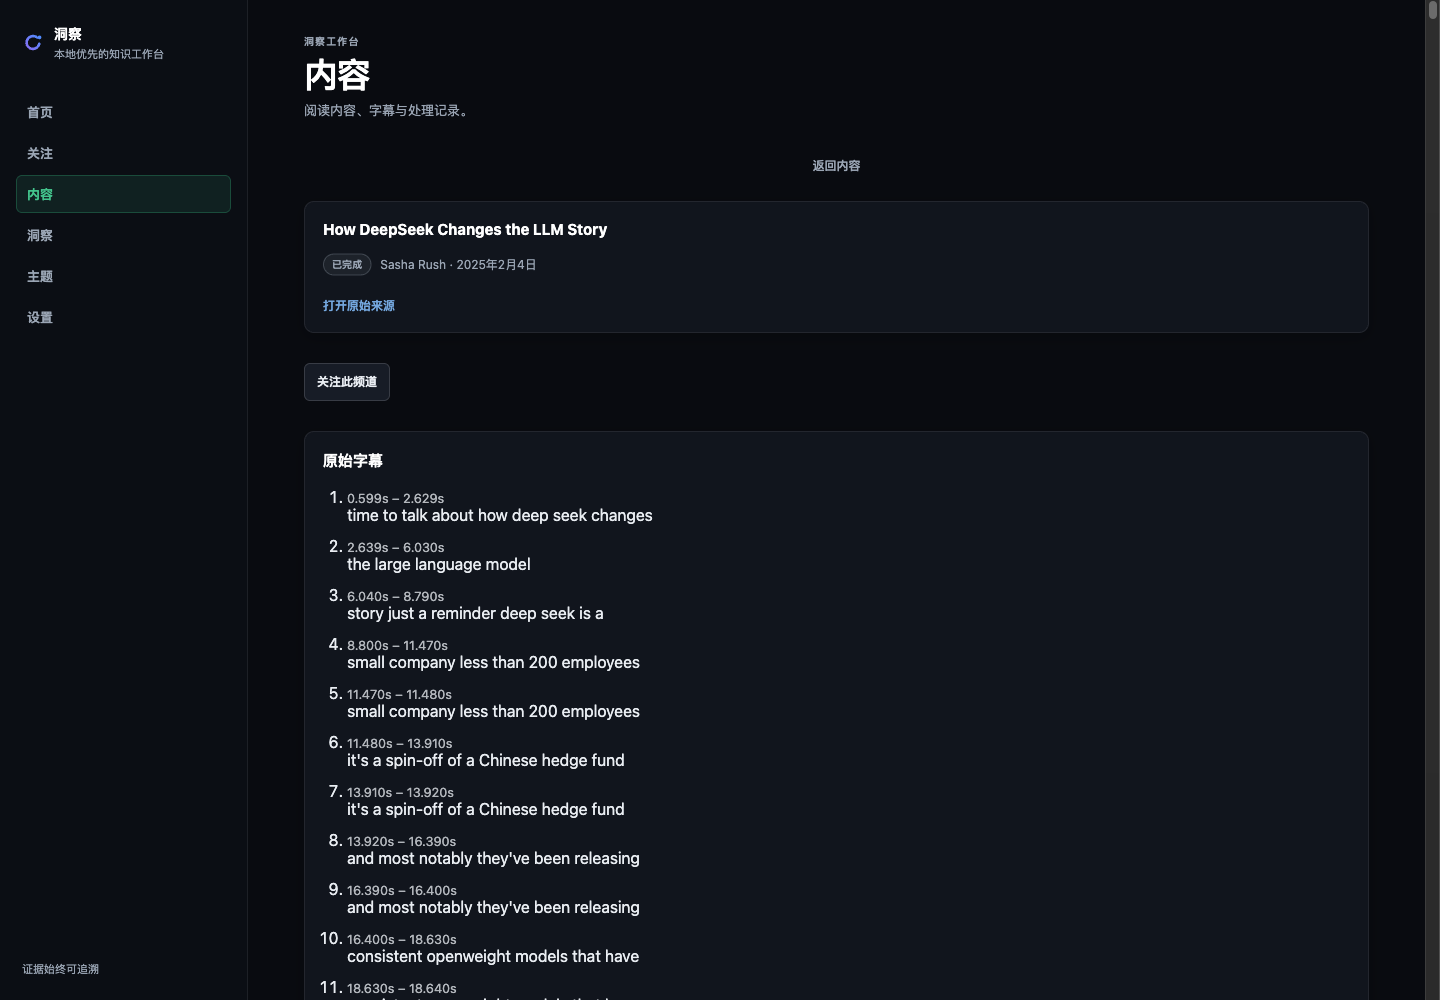 洞察
本地优先的知识工作台
首页
关注
内容
洞察
主题
设置
证据始终可追溯
洞察工作台
内容
阅读内容、字幕与处理记录。
返回内容
How DeepSeek Changes the LLM Story
已完成 Sasha Rush · 2025年2月4日
打开原始来源
关注此频道
原始字幕
1. 0.599s – 2.629s
time to talk about how deep seek changes
2. 2.639s – 6.030s
the large language model
3. 6.040s – 8.790s
story just a reminder deep seek is a
4. 8.800s – 11.470s
small company less than 200 employees
5. 11.470s – 11.480s
small company less than 200 employees
6. 11.480s – 13.910s
it's a spin-off of a Chinese hedge fund
7. 13.910s – 13.920s
it's a spin-off of a Chinese hedge fund
8. 13.920s – 16.390s
and most notably they've been releasing
9. 16.390s – 16.400s
and most notably they've been releasing
10. 16.400s – 18.630s
consistent openweight models that have
11. 18.630s – 18.640s